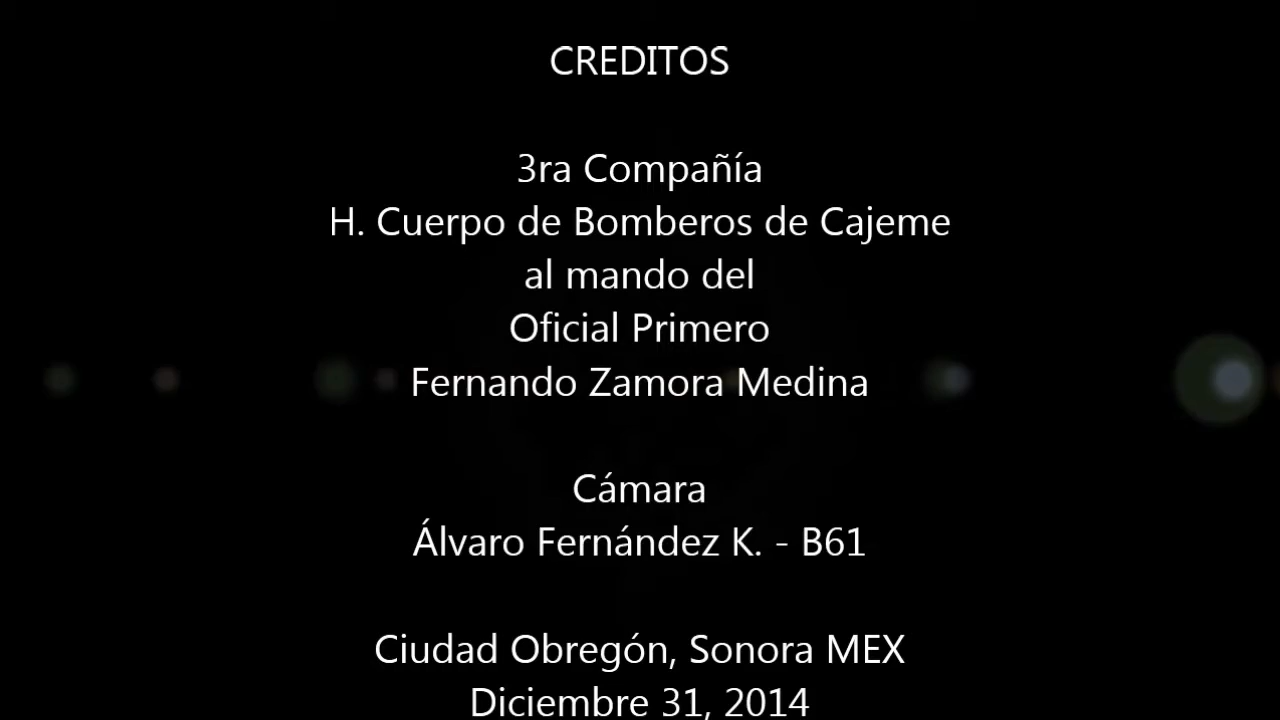 CREDITOS
3ra Compañía
H. Cuerpo de Bomberos de Cajeme
al mando del
Oficial Primero
Fernando Zamora Medina
Cámara
Álvaro Fernández K. - B61
Ciudad Obregón, Sonora MEX
Diciembre 31, 2014